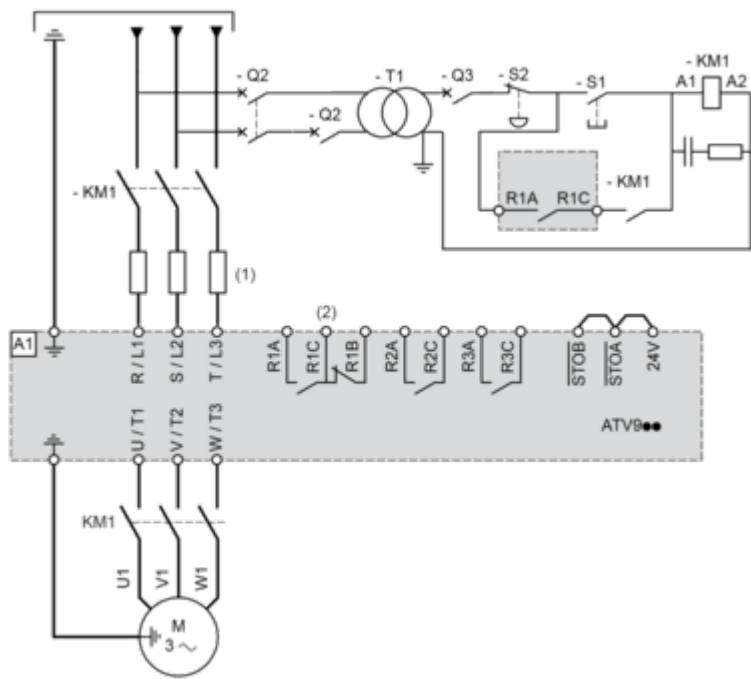 - Q2
- T1
- Q3
- S2
- S1
- KM1
A1
A2
- Q2
- KM1
R1A
R1C
- KM1
(1)
(2)
A1
R / L1
S / L2
T / L3
R1A
R1C
R1B
R2A
R2C
R3A
R3C
STOB
STOA
24V
U / T1
V / T2
W / T3
ATV9●●
KM1
U1
V1
W1
M
3 ~